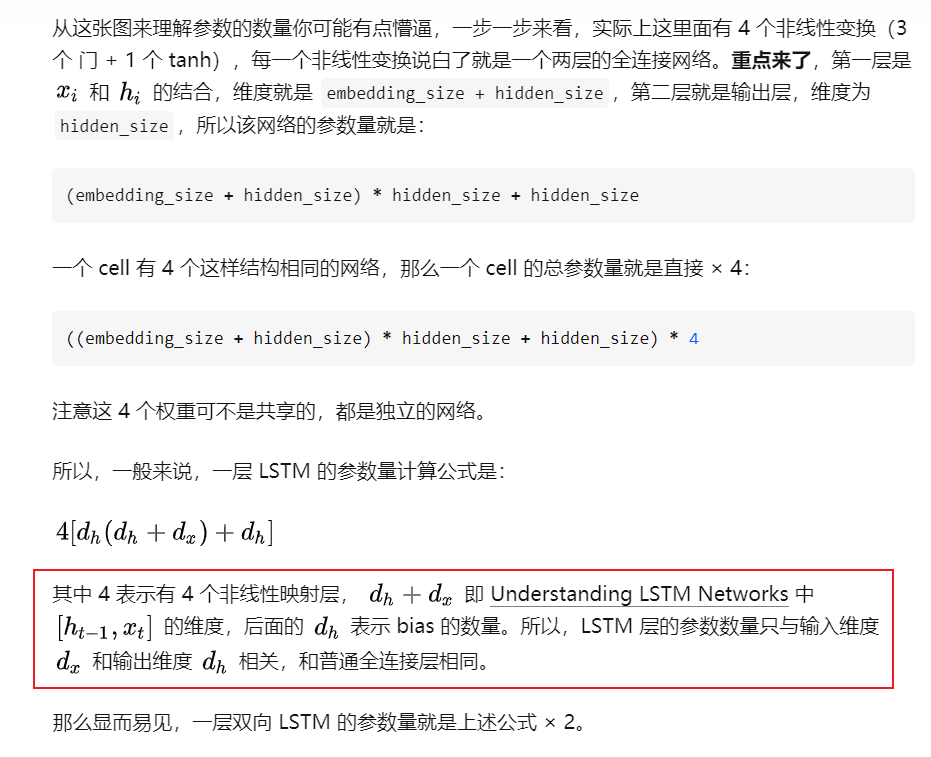 从这张图来理解参数的数量你可能有点懵逼，一步一步来看，实际上这里面有 4 个非线性变换（3
个 门 + 1 个 tanh），每一个非线性变换说白了就是一个两层的全连接网络。重点来了，第一层是
x_i 和 h_i 的结合，维度就是 embedding_size + hidden_size ，第二层就是输出层，维度为
hidden_size ，所以该网络的参数量就是：
(embedding_size + hidden_size) * hidden_size + hidden_size
一个 cell 有 4 个这样结构相同的网络，那么一个 cell 的总参数量就是直接 × 4：
((embedding_size + hidden_size) * hidden_size + hidden_size) * 4
注意这 4 个权重可不是共享的，都是独立的网络。
所以，一般来说，一层 LSTM 的参数量计算公式是：
4[d_h(d_h + d_x) + d_h]
其中 4 表示有 4 个非线性映射层， d_h + d_x 即 Understanding LSTM Networks 中
[h_{t-1}, x_t] 的维度，后面的 d_h 表示 bias 的数量。所以，LSTM 层的参数数量只与输入维度
d_x 和输出维度 d_h 相关，和普通全连接层相同。
那么显而易见，一层双向 LSTM 的参数量就是上述公式 × 2。